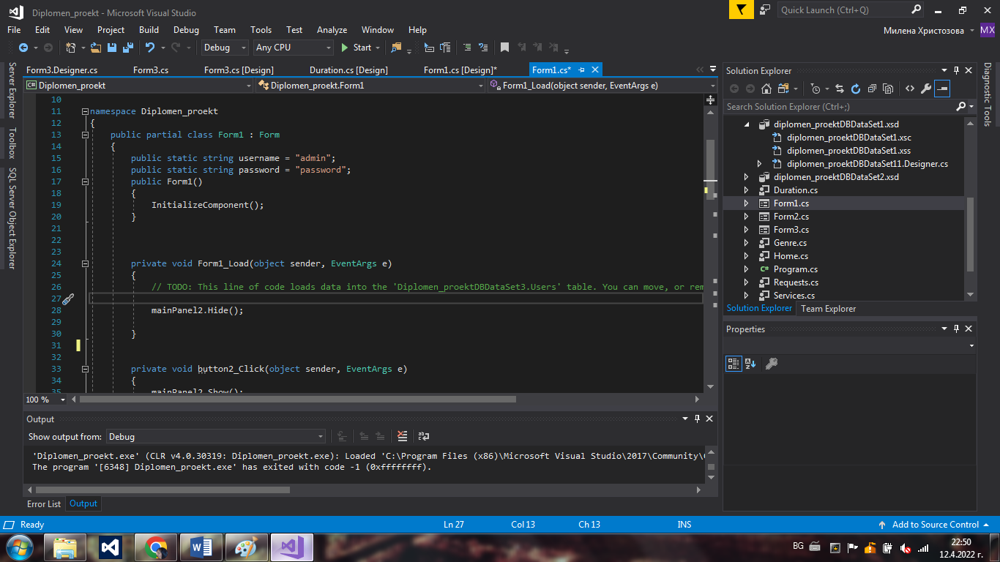 Diplomen_proekt - Microsoft Visual Studio
Quick Launch (Ctrl+Q)
File Edit View Project Build Debug Team Tools Test Analyze Window Help
Милена Христозова MX
Debug Any CPU Start
Form3.Designer.cs Form3.cs Form3.cs [Design] Duration.cs [Design] Form1.cs [Design]* Form1.cs*
C# Diplomen_proekt Diplomen_proekt.Form1 Form1_Load(object sender, EventArgs e)
Server Explorer
Toolbox
SQL Server Object Explorer
10
11 namespace Diplomen_proekt
12 {
13 public partial class Form1 : Form
14 {
15 public static string username = "admin";
16 public static string password = "password";
17 public Form1()
18 {
19 InitializeComponent();
20 }
21
22
23
24 private void Form1_Load(object sender, EventArgs e)
25 {
26 // TODO: This line of code loads data into the 'Diplomen_proektDBDataSet3.Users' table. You can move, or rem
27
28 mainPanel2.Hide();
29
30 }
31
32
33 private void button2_Click(object sender, EventArgs e)
34 {
35 mainPanel2.Show();
100 %
Output
Show output from: Debug
'Diplomen_proekt.exe' (CLR v4.0.30319: Diplomen_proekt.exe): Loaded 'C:\Program Files (x86)\Microsoft Visual Studio\2017\Community\
The program '[6348] Diplomen_proekt.exe' has exited with code -1 (0xffffffff).
Error List Output
Solution Explorer
Search Solution Explorer (Ctrl+;)
diplomen_proektDBDataSet1.xsd
diplomen_proektDBDataSet1.xsc
diplomen_proektDBDataSet1.xss
diplomen_proektDBDataSet11.Designer.cs
diplomen_proektDBDataSet2.xsd
Duration.cs
Form1.cs
Form2.cs
Form3.cs
Genre.cs
Home.cs
C# Program.cs
Requests.cs
Services.cs
Solution Explorer Team Explorer
Properties
Diagnostic Tools
Ready Ln 27 Col 13 Ch 13 INS Add to Source Control
BG
22:50
12.4.2022 г.